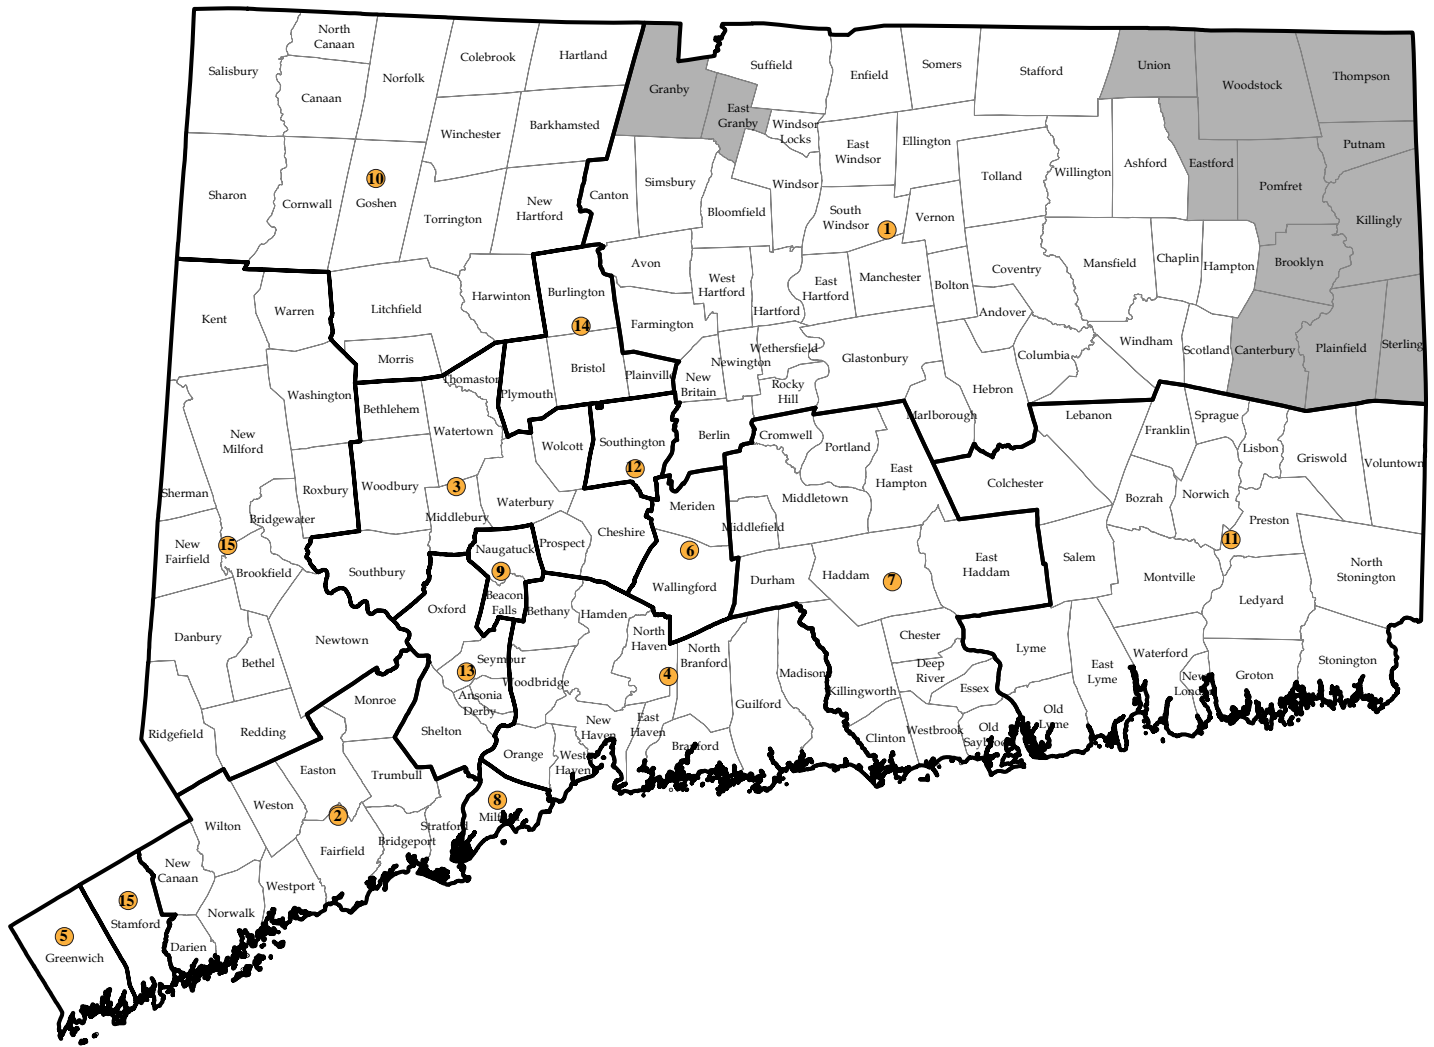 North
Canaan
Salisbury
Canaan
Norfolk
Colebrook
Hartland
Granby
East
Granby
Suffield
Enfield
Somers
Stafford
Union
Woodstock
Thompson
Winchester
Barkhamsted
Windsor
Locks
East
Windsor
Ellington
Tolland
Willington
Ashford
Eastford
Putnam
Pomfret
Killingly
Sharon
Cornwall
10
Goshen
Torrington
New
Hartford
Canton
Simsbury
Bloomfield
Windsor
South
Windsor
1
Vernon
Coventry
Mansfield
Chaplin
Hampton
Brooklyn
Kent
Warren
Litchfield
Harwinton
Burlington
14
Avon
Farmington
West
Hartford
Hartford
East
Hartford
Manchester
Bolton
Andover
Columbia
Windham
Scotland
Canterbury
Plainfield
Sterling
Morris
Thomaston
Plymouth
Bristol
Plainville
New
Britain
Newington
Wethersfield
Rocky
Hill
Glastonbury
Hebron
Marlborough
Lebanon
Franklin
Sprague
Lisbon
Griswold
Voluntown
Washington
Bethlehem
Watertown
Wolcott
Southington
12
Berlin
Cromwell
Portland
East
Hampton
Colchester
Bozrah
Norwich
Preston
11
New
Milford
Sherman
Bridgewater
Roxbury
Woodbury
3
Middlebury
Waterbury
Cheshire
Meriden
6
Wallingford
Middlefield
Middletown
New
Fairfield
15
Brookfield
Southbury
Naugatuck
9
Prospect
Beacon
Falls
Bethany
Hamden
Durham
Haddam
7
East
Haddam
Salem
Montville
Ledyard
North
Stonington
Danbury
Bethel
Newtown
Oxford
13
Seymour
Woodbridge
Ansonia
Derby
North
Haven
4
North
Branford
Guilford
Madison
Killingworth
Chester
Deep
River
Essex
Lyme
East
Lyme
Waterford
New
London
Groton
Stonington
Ridgefield
Redding
Monroe
Shelton
Orange
New
Haven
West
Haven
East
Haven
Branford
Clinton
Westbrook
Old
Saybrook
Old
Lyme
Easton
Trumbull
Weston
Wilton
2
Fairfield
Bridgeport
Stratford
8
Milford
New
Canaan
Westport
Norwalk
Darien
15
Stamford
5
Greenwich